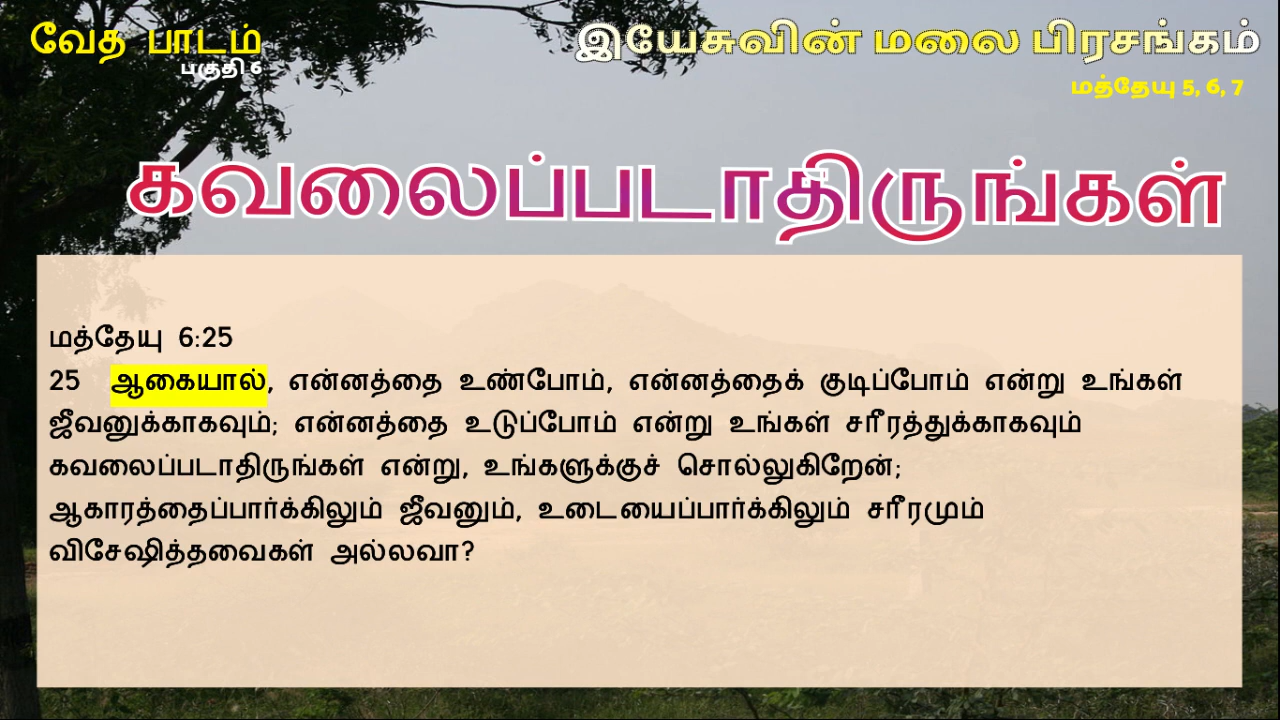 வேத பாடம்
பகுதி 6
இயேசுவின் மலை பிரசங்கம்
மத்தேயு 5, 6, 7
கவலைப்படாதிருங்கள்
மத்தேயு 6:25
25 ஆகையால், என்னத்தை உண்போம், என்னத்தைக் குடிப்போம் என்று உங்கள்
ஜீவனுக்காகவும்; என்னத்தை உடுப்போம் என்று உங்கள் சரீரத்துக்காகவும்
கவலைப்படாதிருங்கள் என்று, உங்களுக்குச் சொல்லுகிறேன்;
ஆகாரத்தைப்பார்க்கிலும் ஜீவனும், உடையைப்பார்க்கிலும் சரீரமும்
விசேஷித்தவைகள் அல்லவா?